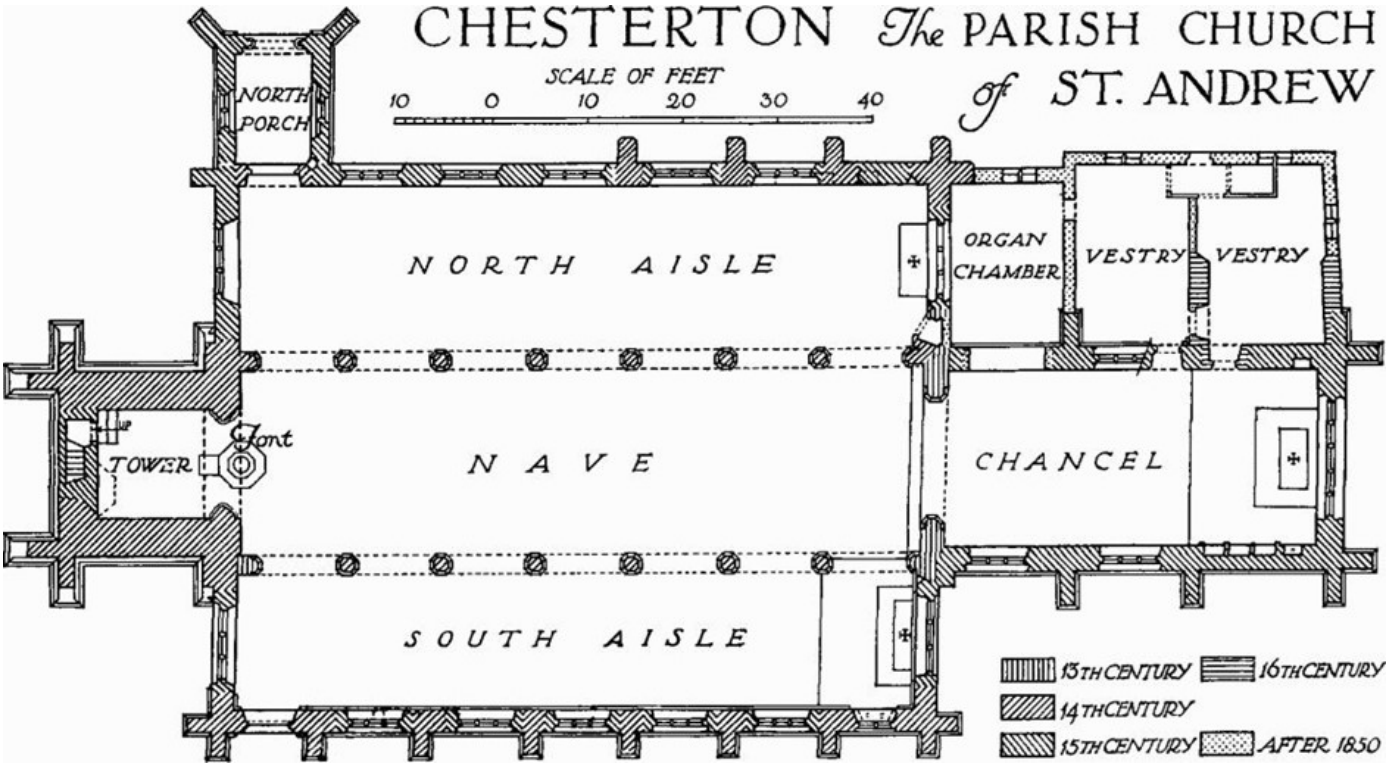 CHESTERTON The PARISH CHURCH
of ST. ANDREW
SCALE OF FEET
10 0 10 20 30 40
NORTH
PORCH
NORTH AISLE
ORGAN
CHAMBER
VESTRY
VESTRY
UP
TOWER
Font
NAVE
CHANCEL
SOUTH AISLE
13TH CENTURY
16TH CENTURY
14TH CENTURY
15TH CENTURY
AFTER 1850